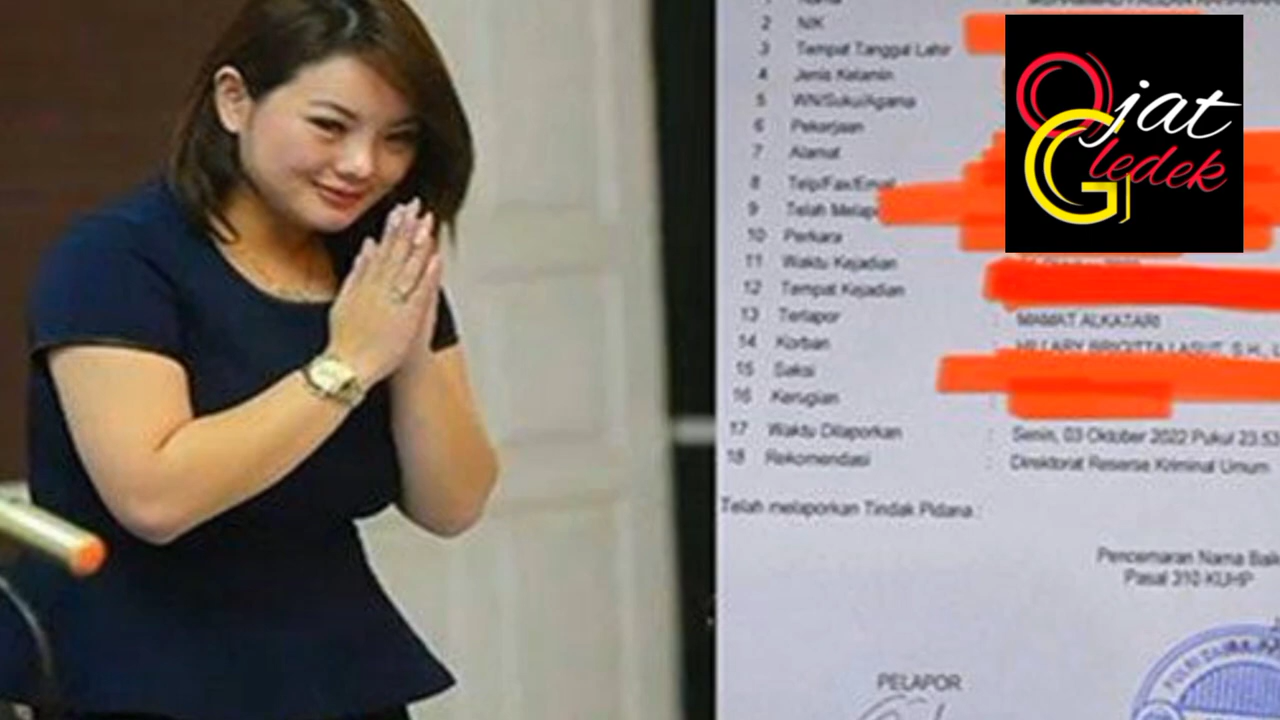 2 NIK
3 Tempat Tanggal Lahir
4 Jenis Kelamin
5 WN/Suku/Agama
6 Pekerjaan
7 Alamat
8 Telp/Fax/Email
9 Telah Melapo
10 Perkara
11 Waktu Kejadian
12 Tempat Kejadian
13 Terlapor : MAMAT ALKATARI
14 Korban : HILLARY BRIGITTA LASUT, S.H.,
15 Saksi
16 Kerugian :
17 Waktu Dilaporkan : Senin, 03 Oktober 2022 Pukul 23.53
18 Rekomendasi : Direktorat Reserse Kriminal Umum
Telah melaporkan Tindak Pidana :
Pencemaran Nama Baik
Pasal 310 KUHP
PELAPOR
Ojat
Gledek